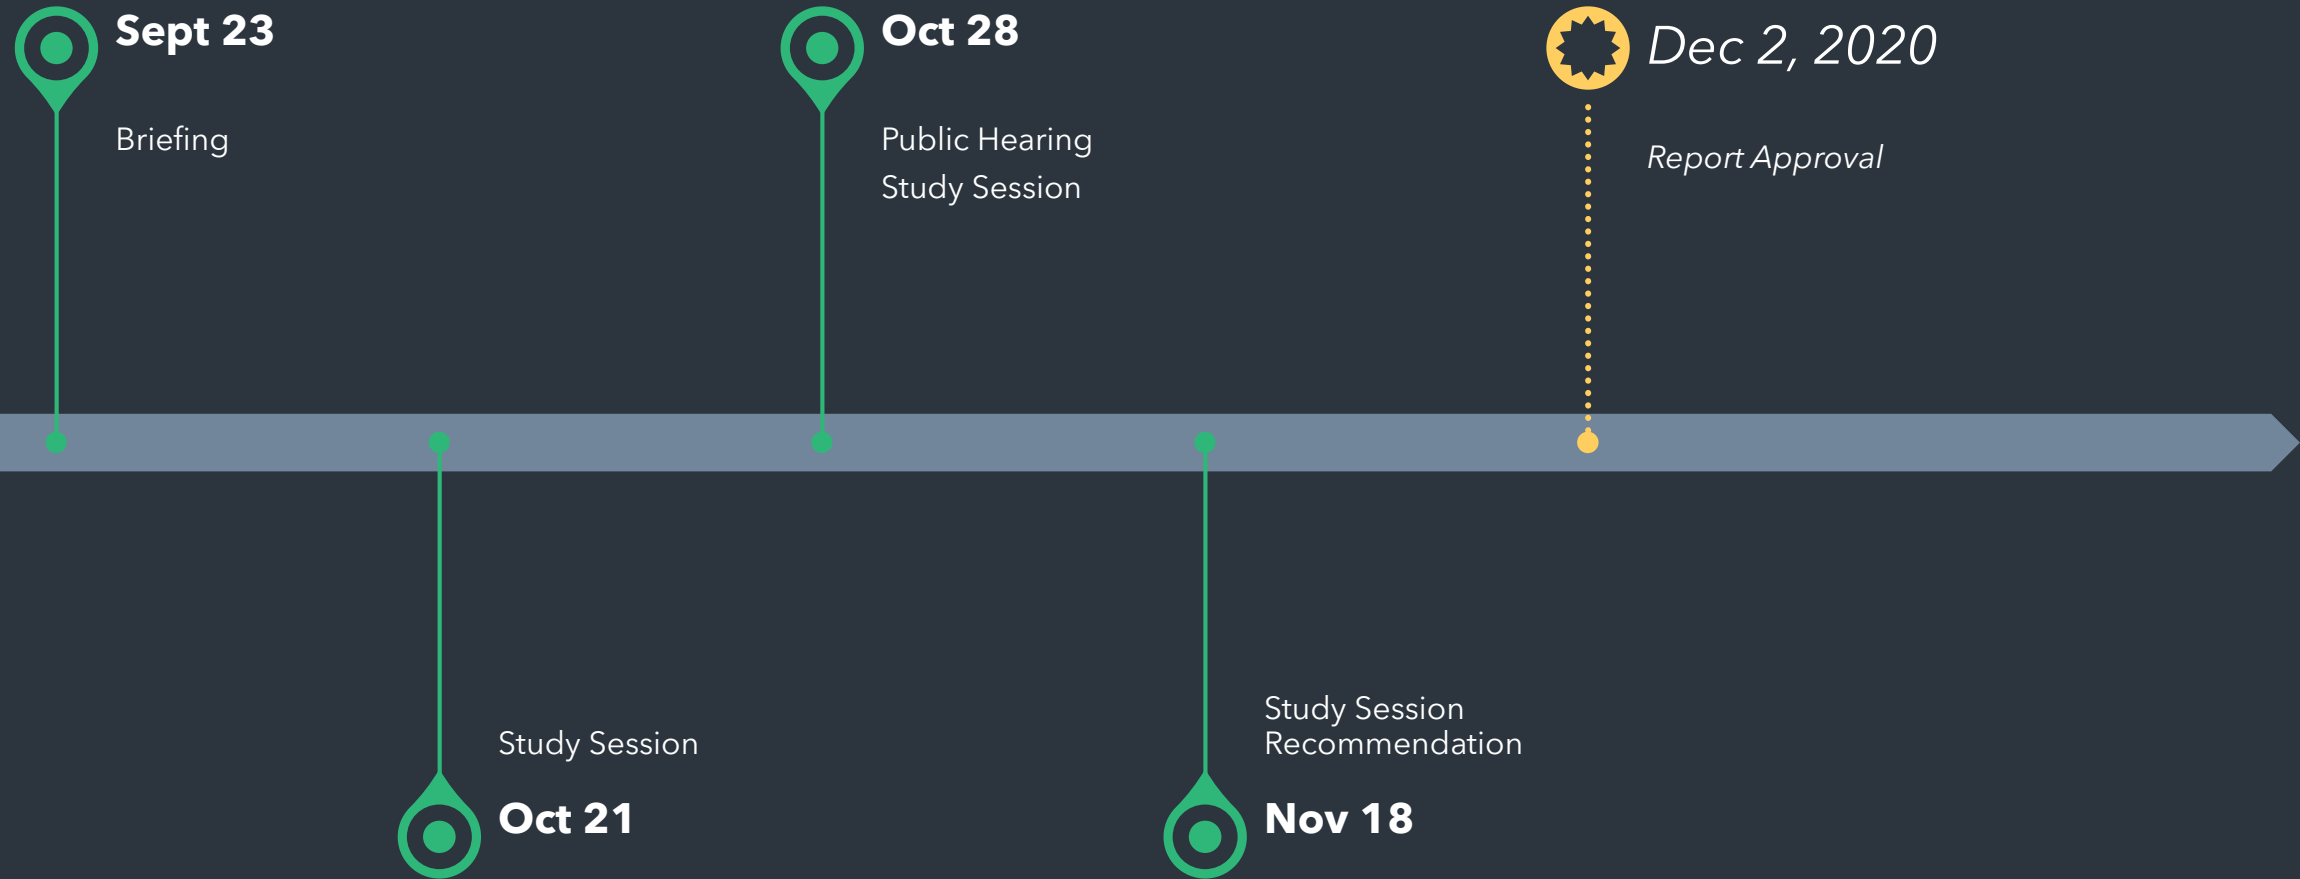 Sept 23
Briefing
Study Session
Oct 21
Oct 28
Public Hearing
Study Session
Study Session
Recommendation
Nov 18
Dec 2, 2020
Report Approval